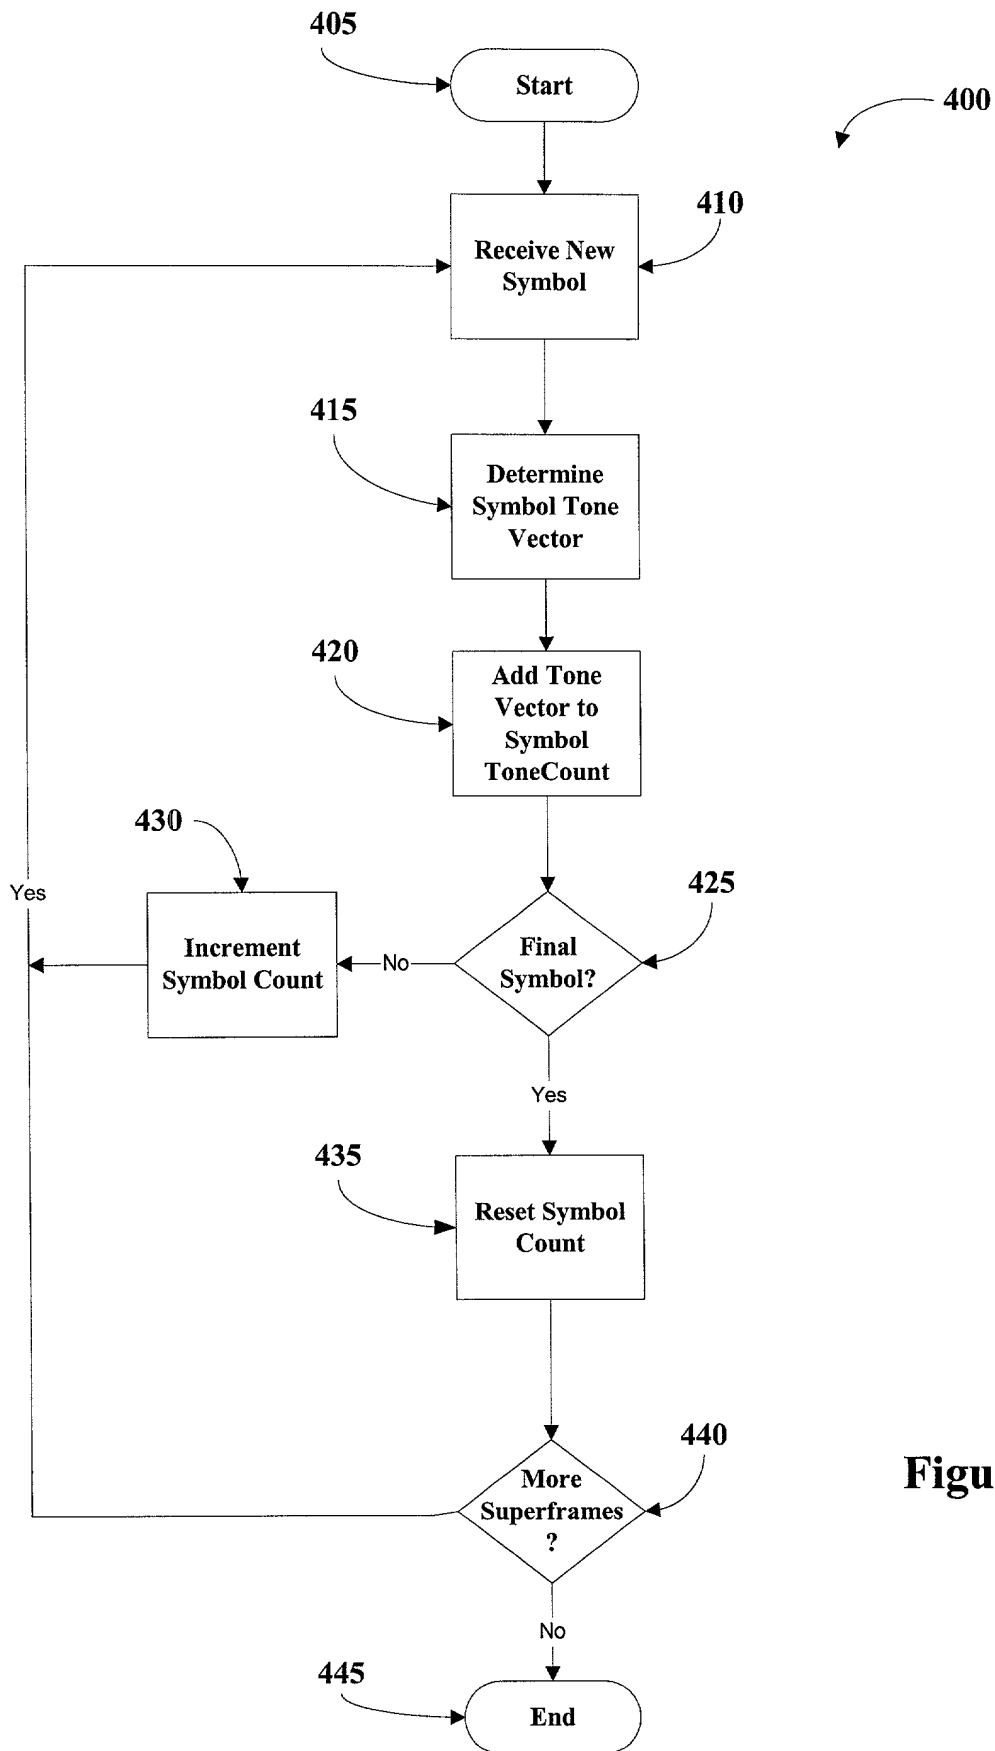 405
Start
400
410
Receive New
Symbol
415
Determine
Symbol Tone
Vector
420
Add Tone
Vector to
Symbol
ToneCount
430
Yes
425
Increment
Symbol Count
No
Final
Symbol?
Yes
435
Reset Symbol
Count
440
More
Superframes
?
Figu
No
445
End